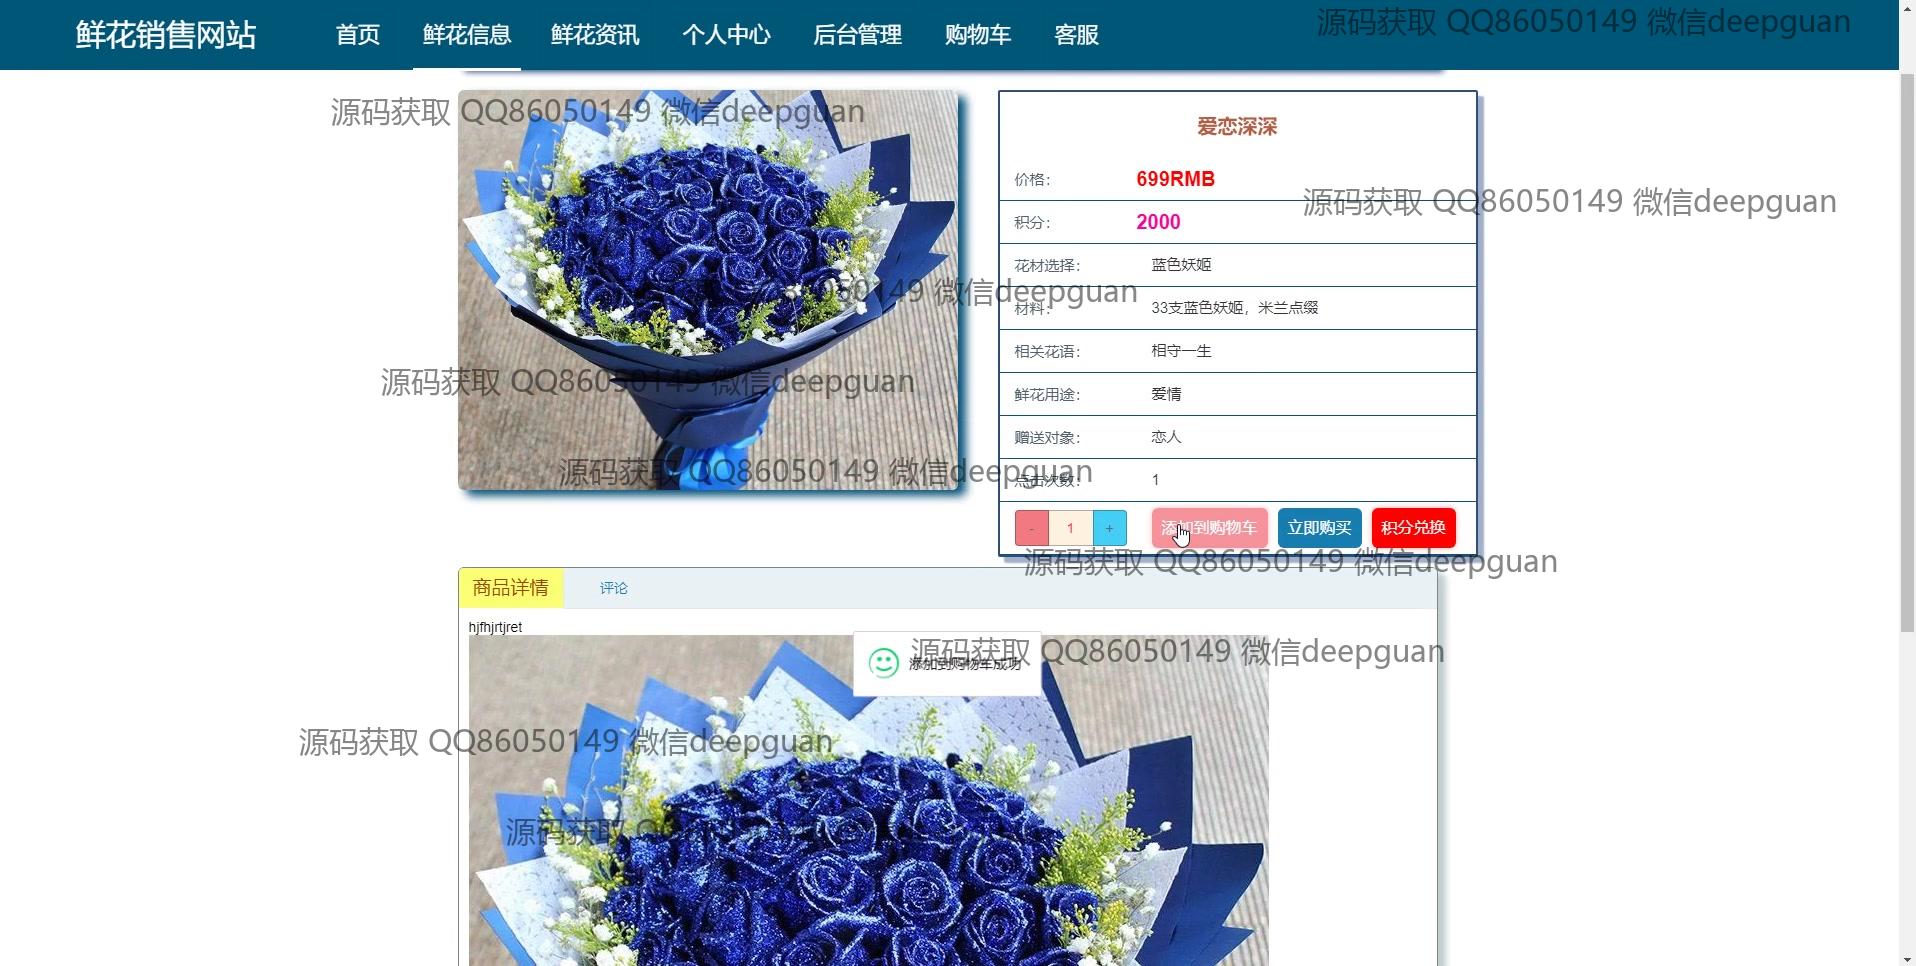 鲜花销售网站 首页 鲜花信息 鲜花资讯 个人中心 后台管理 购物车 客服
源码获取 QQ86050149 微信deepguan
源码获取 QQ86050149 微信deepguan
爱恋深深
价格： 699RMB
源码获取 QQ86050149 微信deepguan
积分： 2000
花材选择： 蓝色妖姬
50149 微信deepguan
材料： 33支蓝色妖姬，米兰点缀
相关花语： 相守一生
源码获取 QQ86050149 微信deepguan
鲜花用途： 爱情
赠送对象： 恋人
源码获取 QQ86050149 微信deepguan
点击次数： 1
- 1 + 添加到购物车 立即购买 积分兑换
源码获取 QQ86050149 微信deepguan
商品详情 评论
hjfhjrtjret
源码获取 QQ86050149 微信deepguan
添加到购物车成功
源码获取 QQ86050149 微信deepguan
源码获取